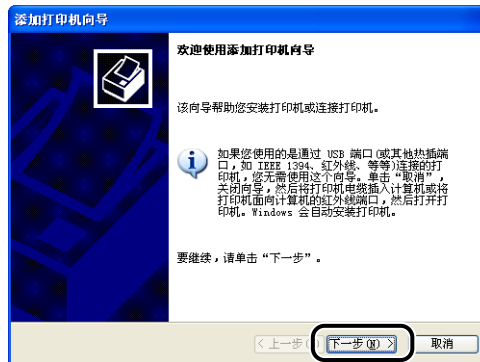 添加打印机向导
欢迎使用添加打印机向导
该向导帮助您安装打印机或连接打印机。
如果您使用的是通过 USB 端口(或其他热插端
口，如 IEEE 1394、红外线、等等)连接的打
印机，您无需使用这个向导。单击“取消”，
关闭向导，然后将打印机电缆插入计算机或将
打印机面向计算机的红外线端口，然后打开打
印机。Windows 会自动安装打印机。
要继续，请单击“下一步”。
< 上一步( ) 下一步(N) > 取消